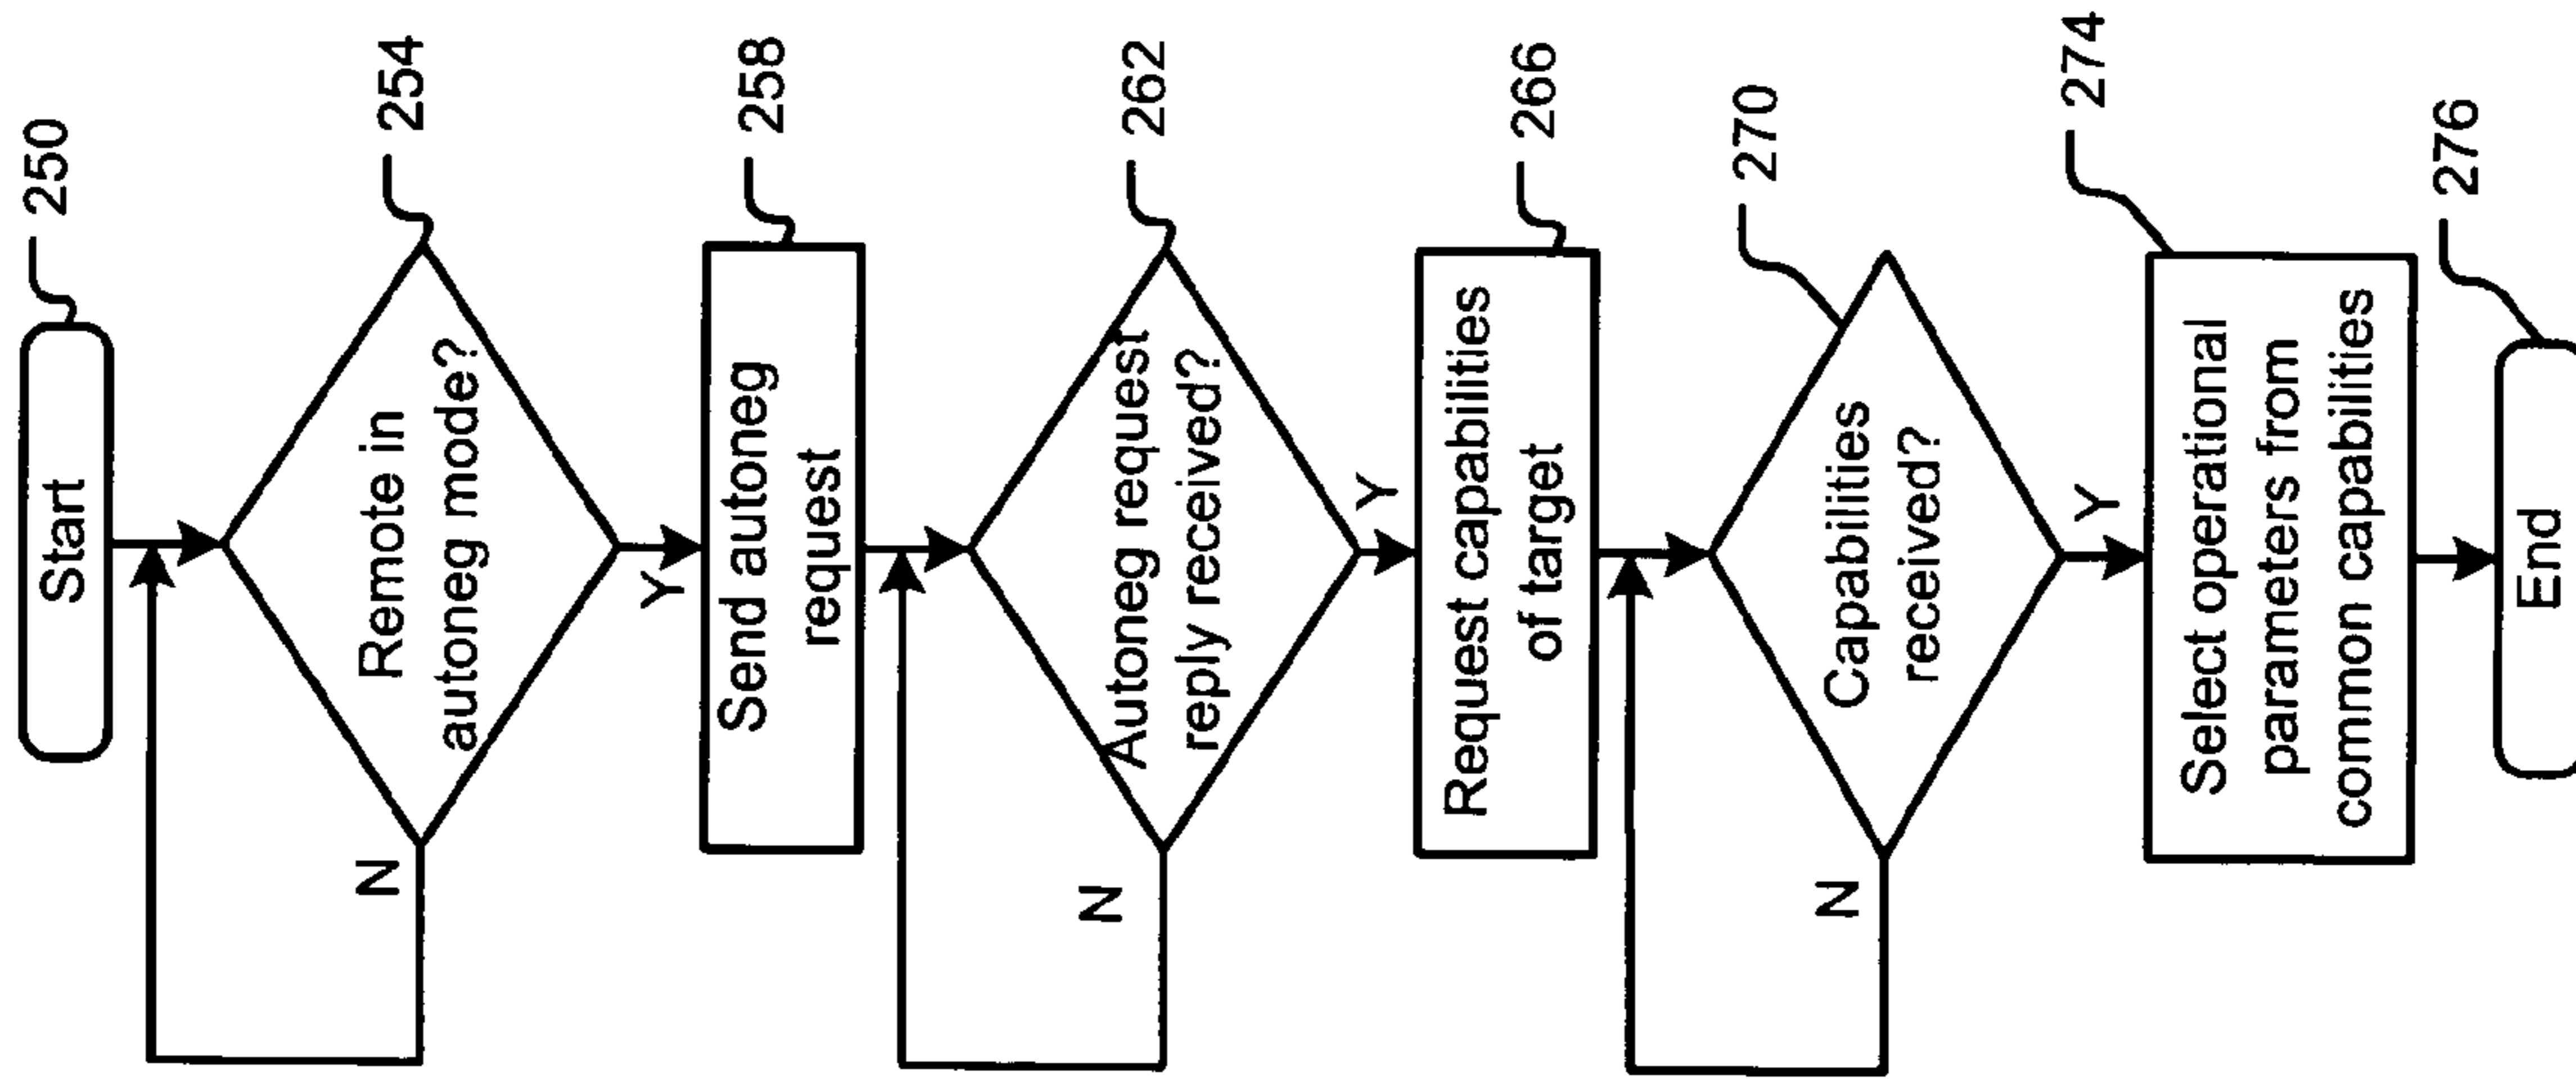 Start
250
Remote in
autoneg mode?
254
N
Y
Send autoneg
request
258
Autoneg request
reply received?
262
N
Y
Request capabilities
of target
266
Capabilities
received?
270
N
Y
Select operational
parameters from
common capabilities
274
End
276